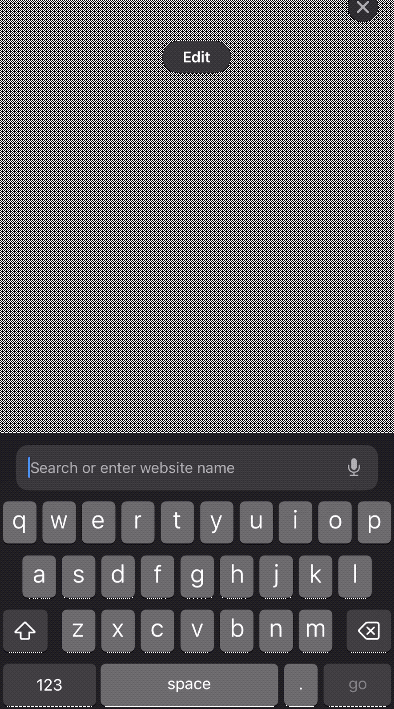 Edit
Search or enter website name
q w e r t y u i o p
a s d f g h j k l
z x c v b n m
123 space . go